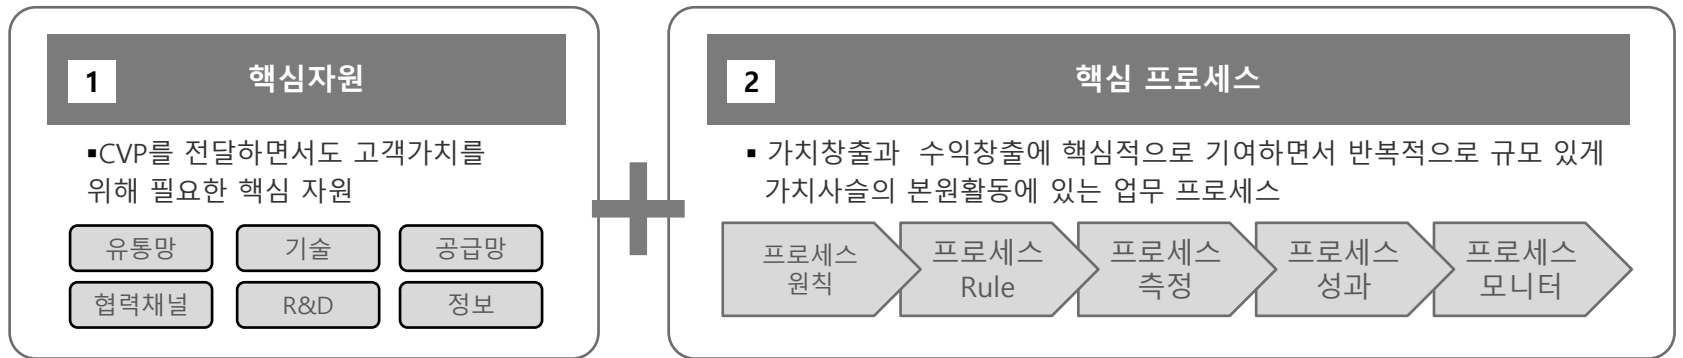 1 핵심자원
▪CVP를 전달하면서도 고객가치를
위해 필요한 핵심 자원
유통망 기술 공급망
협력채널 R&D 정보
2 핵심 프로세스
▪ 가치창출과 수익창출에 핵심적으로 기여하면서 반복적으로 규모 있게
가치사슬의 본원활동에 있는 업무 프로세스
프로세스 프로세스 프로세스 프로세스 프로세스
원칙 Rule 측정 성과 모니터